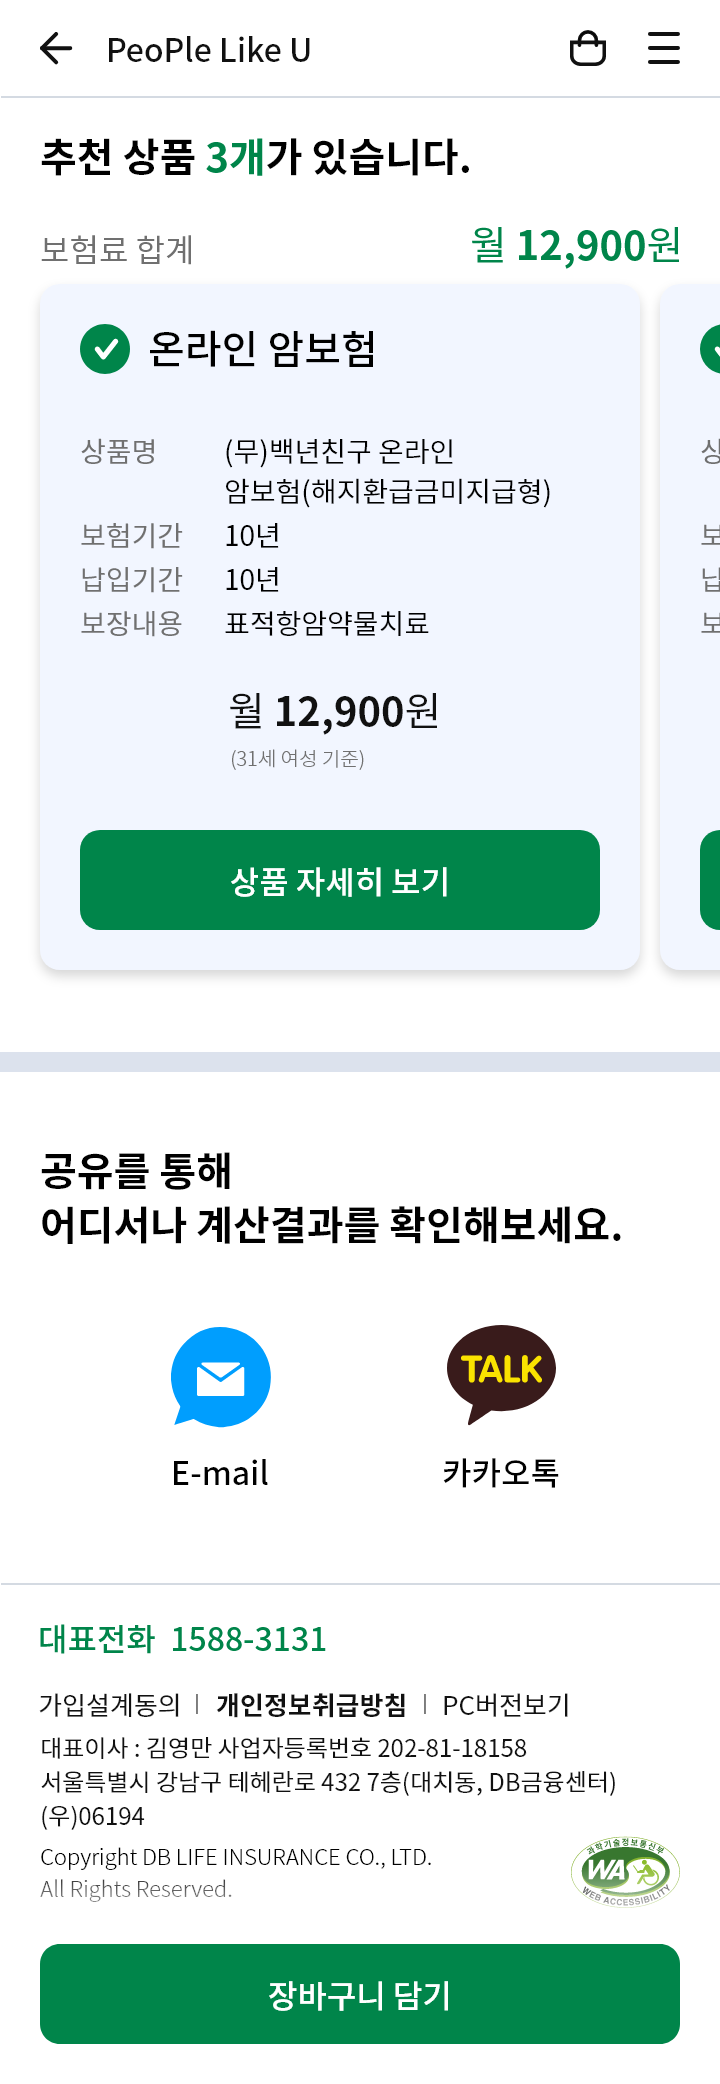 PeoPle Like U
추천 상품 3개가 있습니다.
보험료 합계
월 12,900원
온라인 암보험
상품명
(무)백년친구 온라인
암보험(해지환급금미지급형)
보험기간
10년
납입기간
10년
보장내용
표적항암약물치료
월 12,900원
(31세 여성 기준)
상품 자세히 보기
상
보
납
보
공유를 통해
어디서나 계산결과를 확인해보세요.
TALK
E-mail
카카오톡
대표전화 1588-3131
가입설계동의 | 개인정보취급방침 | PC버전보기
대표이사 : 김영만 사업자등록번호 202-81-18158
서울특별시 강남구 테헤란로 432 7층(대치동, DB금융센터)
(우)06194
Copyright DB LIFE INSURANCE CO., LTD.
All Rights Reserved.
과학기술정보통신부
WA
WEB ACCESSIBILITY
장바구니 담기